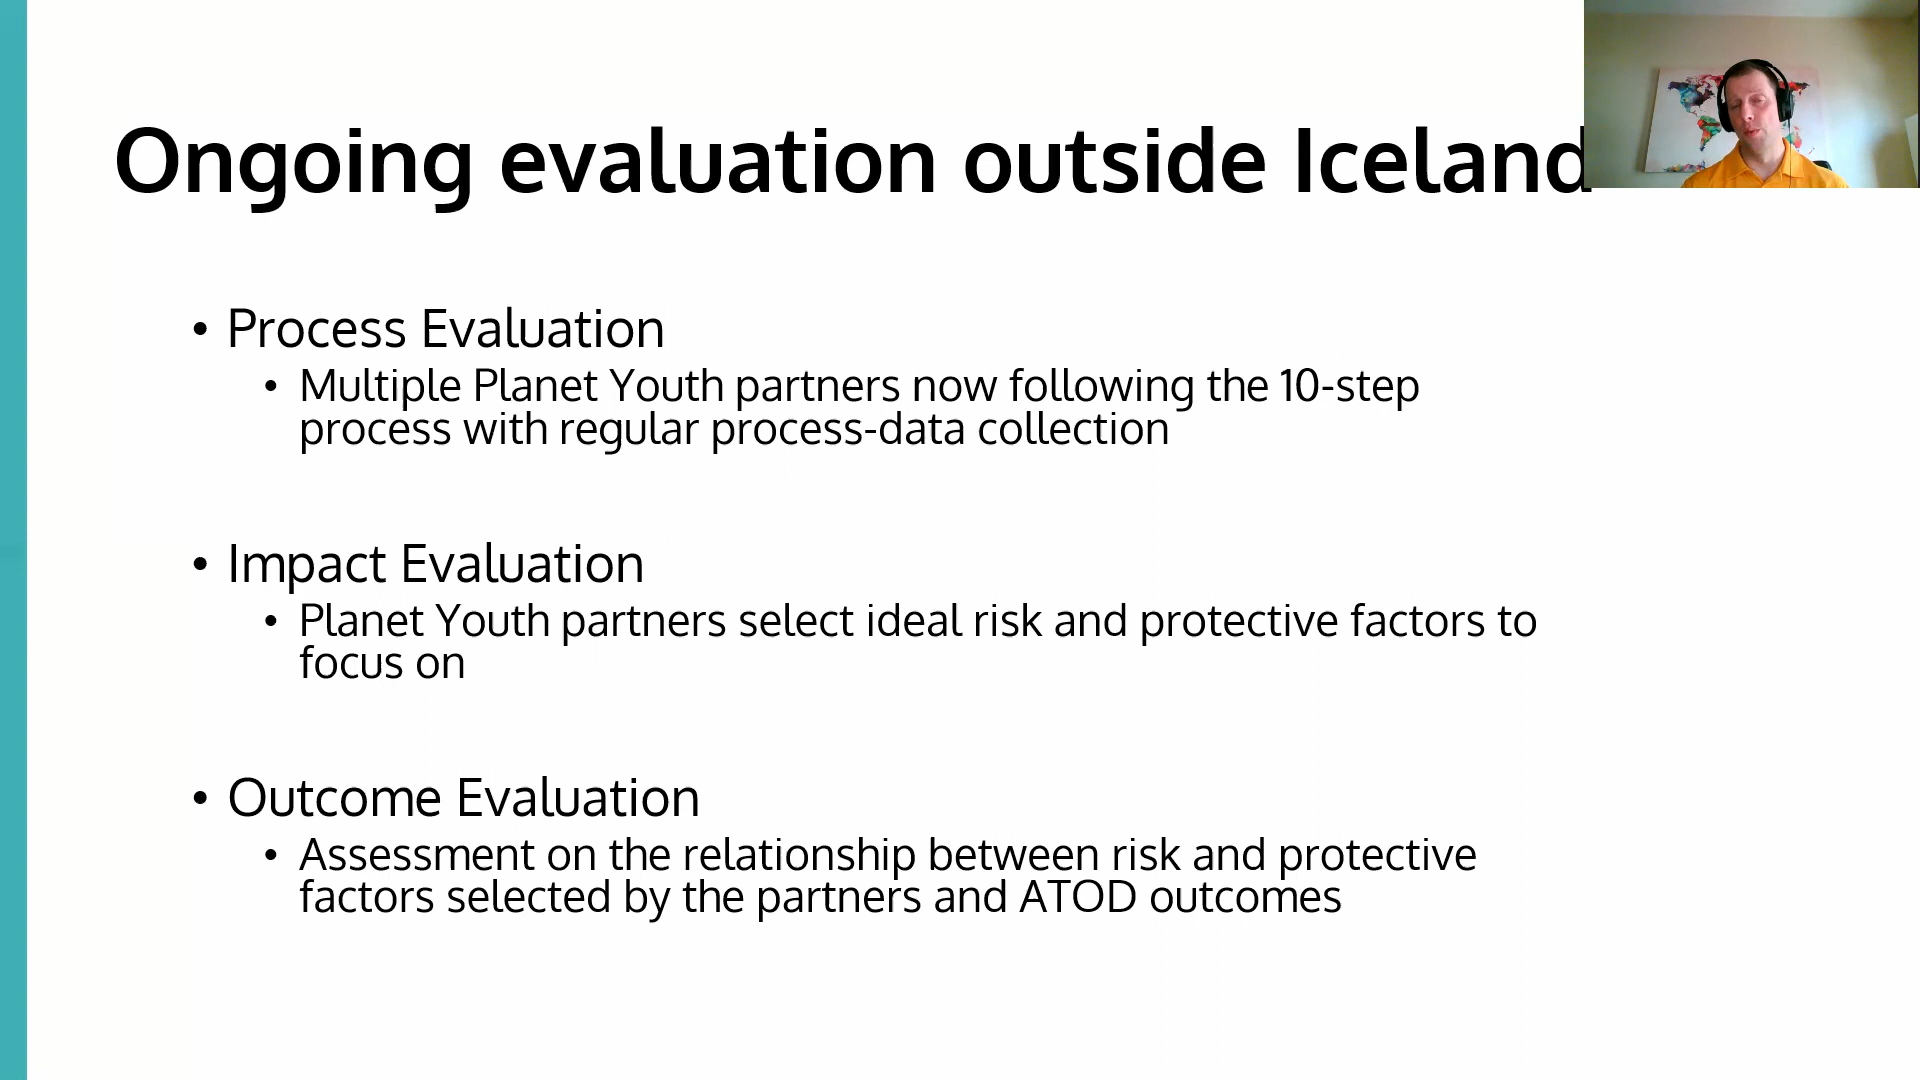 Ongoing evaluation outside Iceland
• Process Evaluation
• Multiple Planet Youth partners now following the 10-step
process with regular process-data collection
• Impact Evaluation
• Planet Youth partners select ideal risk and protective factors to
focus on
• Outcome Evaluation
• Assessment on the relationship between risk and protective
factors selected by the partners and ATOD outcomes